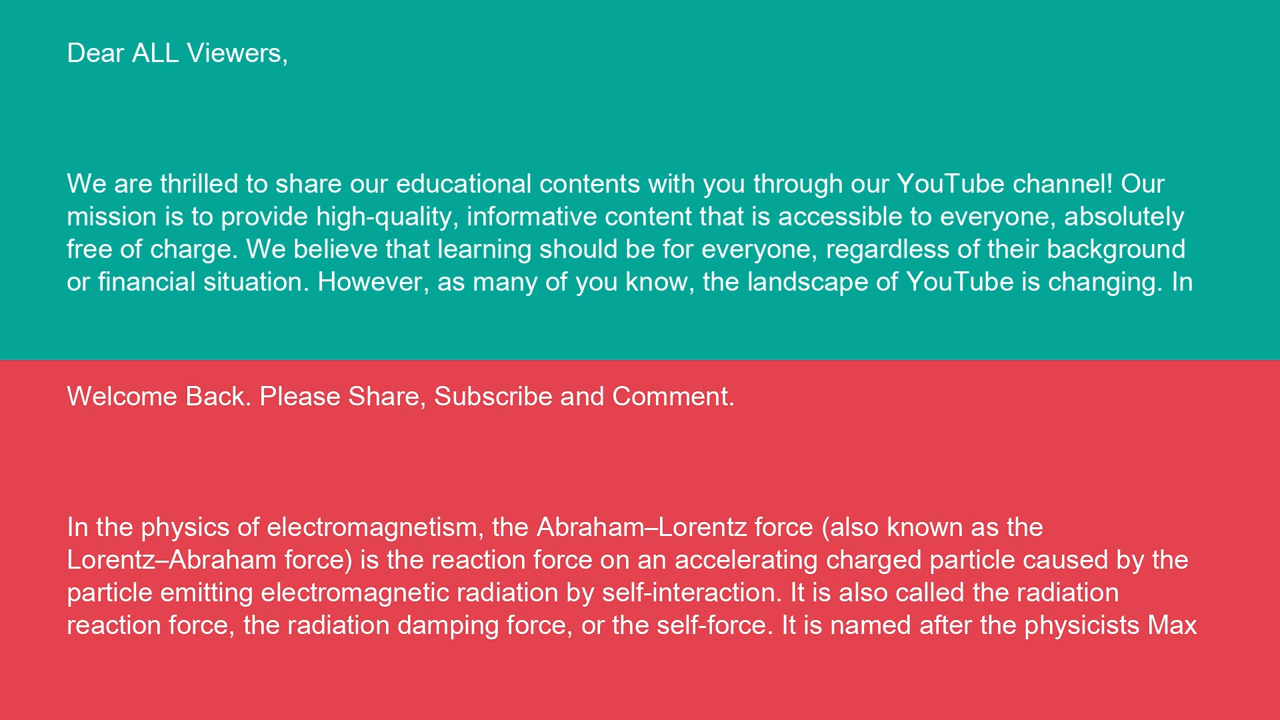 Dear ALL Viewers,
We are thrilled to share our educational contents with you through our YouTube channel! Our
mission is to provide high-quality, informative content that is accessible to everyone, absolutely
free of charge. We believe that learning should be for everyone, regardless of their background
or financial situation. However, as many of you know, the landscape of YouTube is changing. In
Welcome Back. Please Share, Subscribe and Comment.
In the physics of electromagnetism, the Abraham–Lorentz force (also known as the
Lorentz–Abraham force) is the reaction force on an accelerating charged particle caused by the
particle emitting electromagnetic radiation by self-interaction. It is also called the radiation
reaction force, the radiation damping force, or the self-force. It is named after the physicists Max